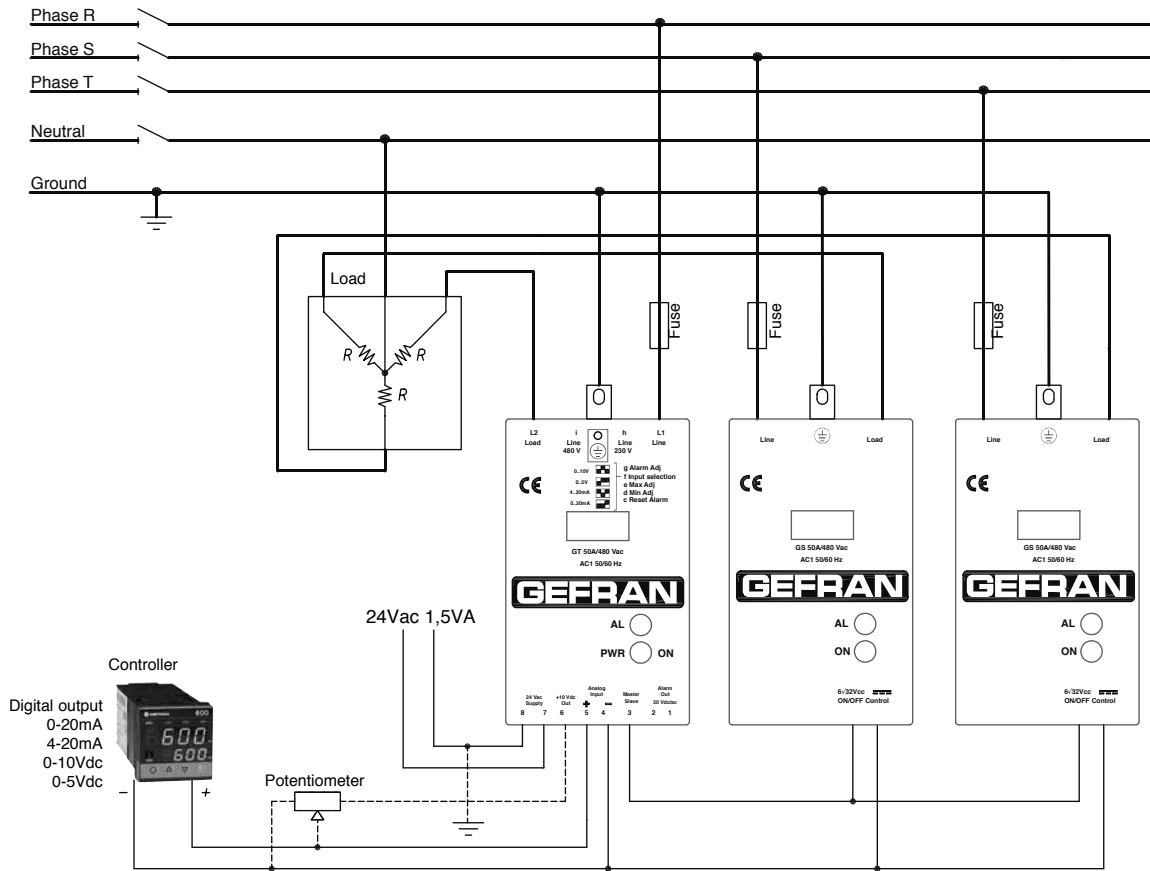 Phase R
Phase S
Phase T
Neutral
Ground
Load
R
R
R
Fuse
Fuse
Fuse
L2
Load
i
Line
480 V
h
Line
230 V
L1
Line
0..10V
0..5V
4..20mA
0..20mA
g Alarm Adj
f Input selection
e Max Adj
d Min Adj
c Reset Alarm
CE
GT 50A/480 Vac
AC1 50/60 Hz
GEFRAN
AL
PWR
ON
24 Vac
Supply
+10 Vdc
Out
Analog
Input
+
–
Master
Slave
Alarm
Out
30 Vdc/ac
8
7
6
5
4
3
2
1
Line
Load
CE
GS 50A/480 Vac
AC1 50/60 Hz
GEFRAN
AL
ON
6÷32Vcc
ON/OFF Control
Line
Load
CE
GS 50A/480 Vac
AC1 50/60 Hz
GEFRAN
AL
ON
6÷32Vcc
ON/OFF Control
24Vac 1,5VA
Controller
Digital output
0-20mA
4-20mA
0-10Vdc
0-5Vdc
600
600
600
–
+
Potentiometer